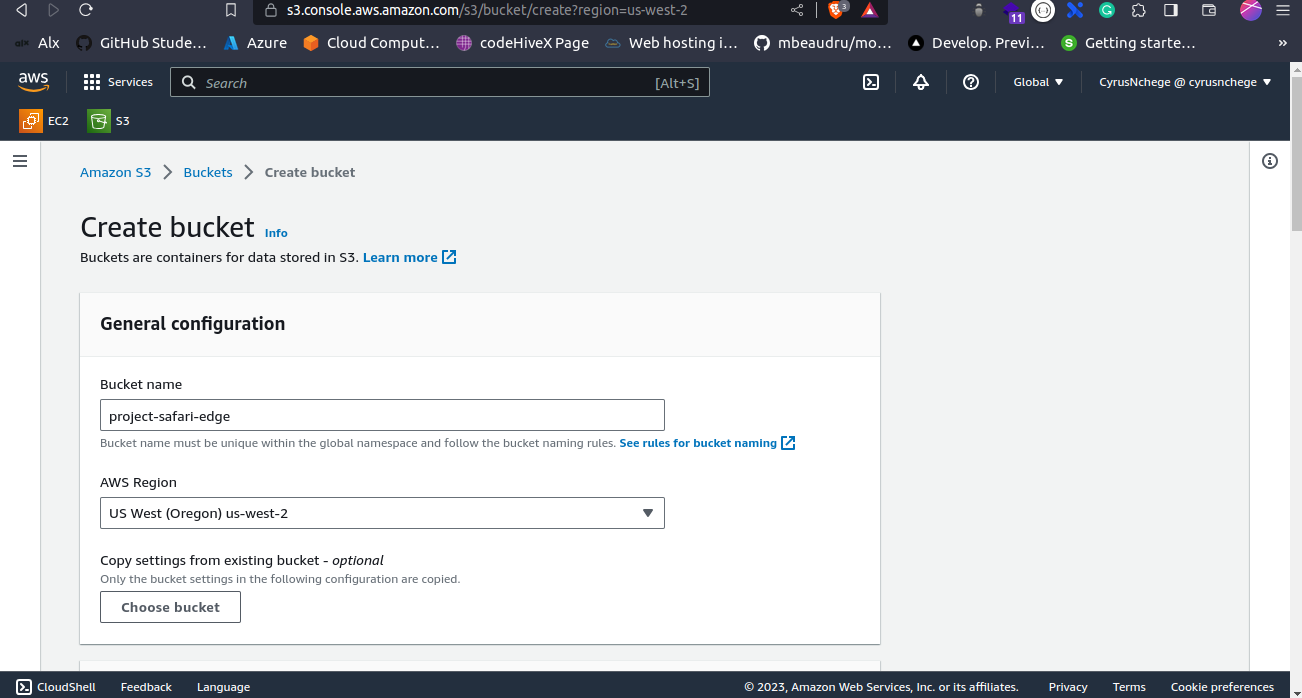 s3.console.aws.amazon.com/s3/bucket/create?region=us-west-2
3
11
Alx GitHub Stude... Azure Cloud Comput... codeHiveX Page Web hosting i... mbeaudru/mo... Develop. Previ... Getting starte... »
aws Services Search [Alt+S] Global CyrusNchege @ cyrusnchege
EC2 S3
Amazon S3 Buckets Create bucket
Create bucket Info
Buckets are containers for data stored in S3. Learn more
General configuration
Bucket name
project-safari-edge
Bucket name must be unique within the global namespace and follow the bucket naming rules. See rules for bucket naming
AWS Region
US West (Oregon) us-west-2
Copy settings from existing bucket - optional
Only the bucket settings in the following configuration are copied.
Choose bucket
CloudShell Feedback Language © 2023, Amazon Web Services, Inc. or its affiliates. Privacy Terms Cookie preferences